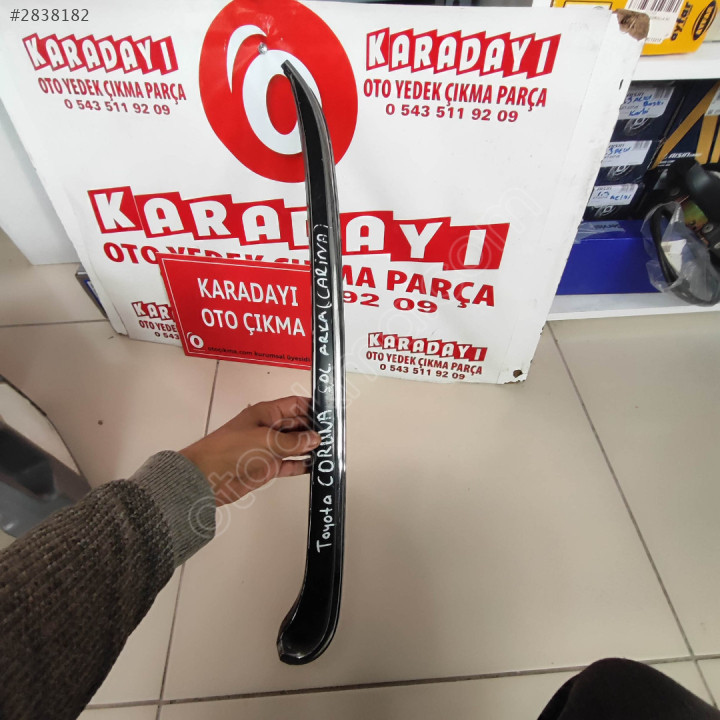 #2838182
KARADAYI
OTO YEDEK ÇIKMA PARÇA
0 543 511 92 09
KARADAYI
OTO YEDEK ÇIKMA PARÇA
0 543 511 92 09
KARADAYI
OTO YEDEK ÇIKMA PARÇA
92 09
KARADAYI
OTO ÇIKMA
KARADAYI
OTO YEDEK ÇIKMA PARÇA
0 543 511 92 09
Toyota CORUNA SOL ARKA (CARINA)
oylar